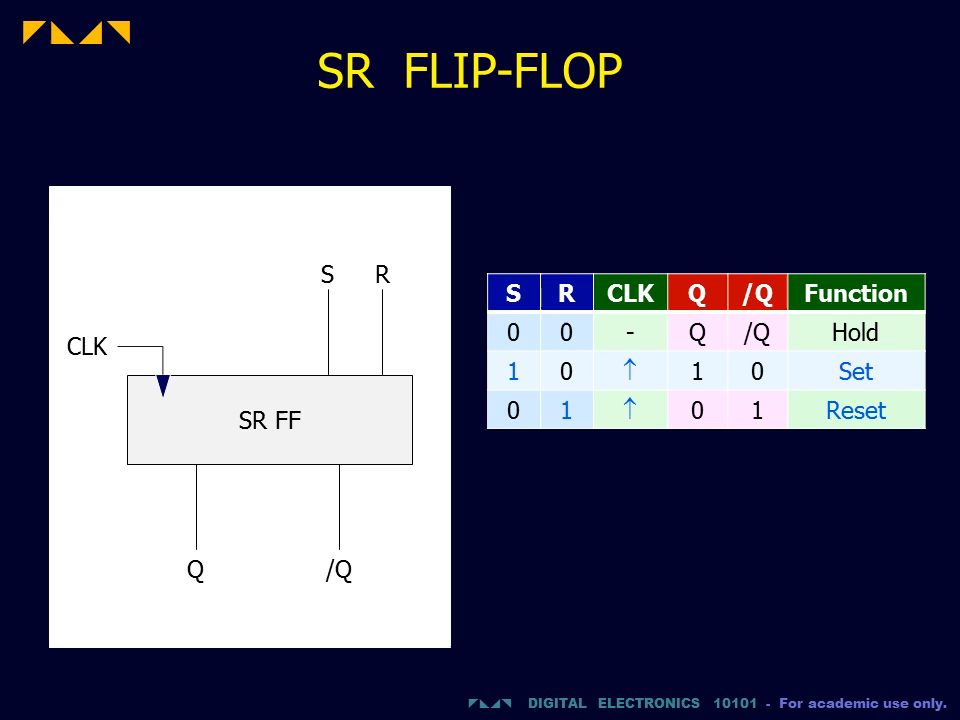 SR FLIP-FLOP
S R
CLK
SR FF
Q /Q
S R CLK Q /Q Function
0 0 - Q /Q Hold
1 0 ↑ 1 0 Set
0 1 ↑ 0 1 Reset
DIGITAL ELECTRONICS 10101 - For academic use only.